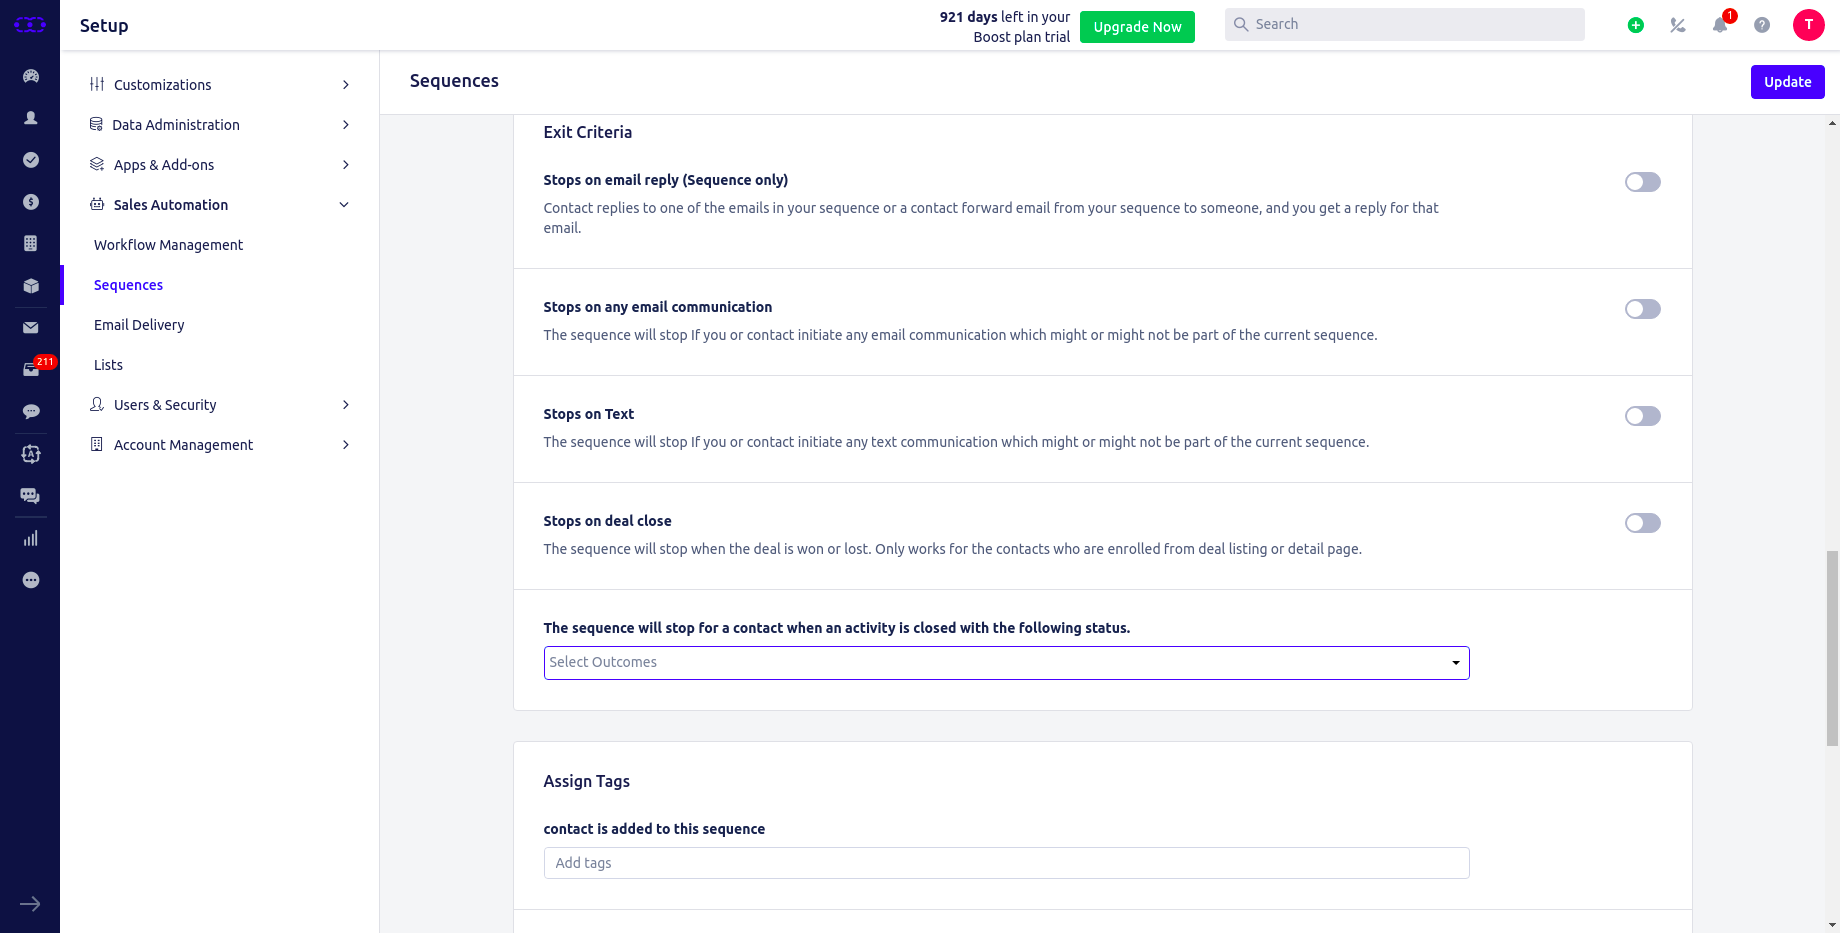 Setup
921 days left in your
Boost plan trial
Upgrade Now
Search
1
T
Customizations
Data Administration
Apps & Add-ons
Sales Automation
Workflow Management
Sequences
Email Delivery
Lists
Users & Security
Account Management
211
Sequences
Update
Exit Criteria
Stops on email reply (Sequence only)
Contact replies to one of the emails in your sequence or a contact forward email from your sequence to someone, and you get a reply for that
email.
Stops on any email communication
The sequence will stop If you or contact initiate any email communication which might or might not be part of the current sequence.
Stops on Text
The sequence will stop If you or contact initiate any text communication which might or might not be part of the current sequence.
Stops on deal close
The sequence will stop when the deal is won or lost. Only works for the contacts who are enrolled from deal listing or detail page.
The sequence will stop for a contact when an activity is closed with the following status.
Select Outcomes
Assign Tags
contact is added to this sequence
Add tags